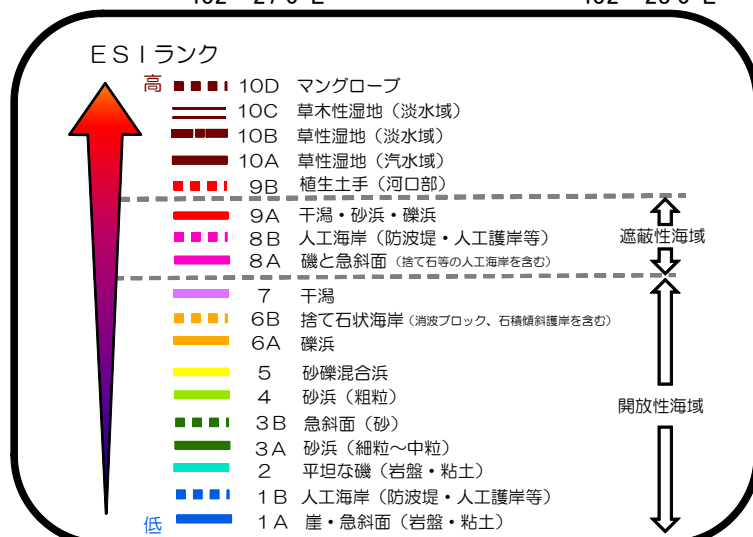 ESIランク
高
10D マングローブ
10C 草木性湿地（淡水域）
10B 草性湿地（淡水域）
10A 草性湿地（汽水域）
9B 植生土手（河口部）
9A 干潟・砂浜・礫浜
8B 人工海岸（防波堤・人工護岸等）
遮蔽性海域
8A 磯と急斜面（捨て石等の人工海岸を含む）
7 干潟
6B 捨て石状海岸（消波ブロック、石積傾斜護岸を含む）
6A 礫浜
5 砂礫混合浜
4 砂浜（粗粒）
開放性海域
3B 急斜面（砂）
3A 砂浜（細粒～中粒）
2 平坦な磯（岩盤・粘土）
1B 人工海岸（防波堤・人工護岸等）
低
1A 崖・急斜面（岩盤・粘土）